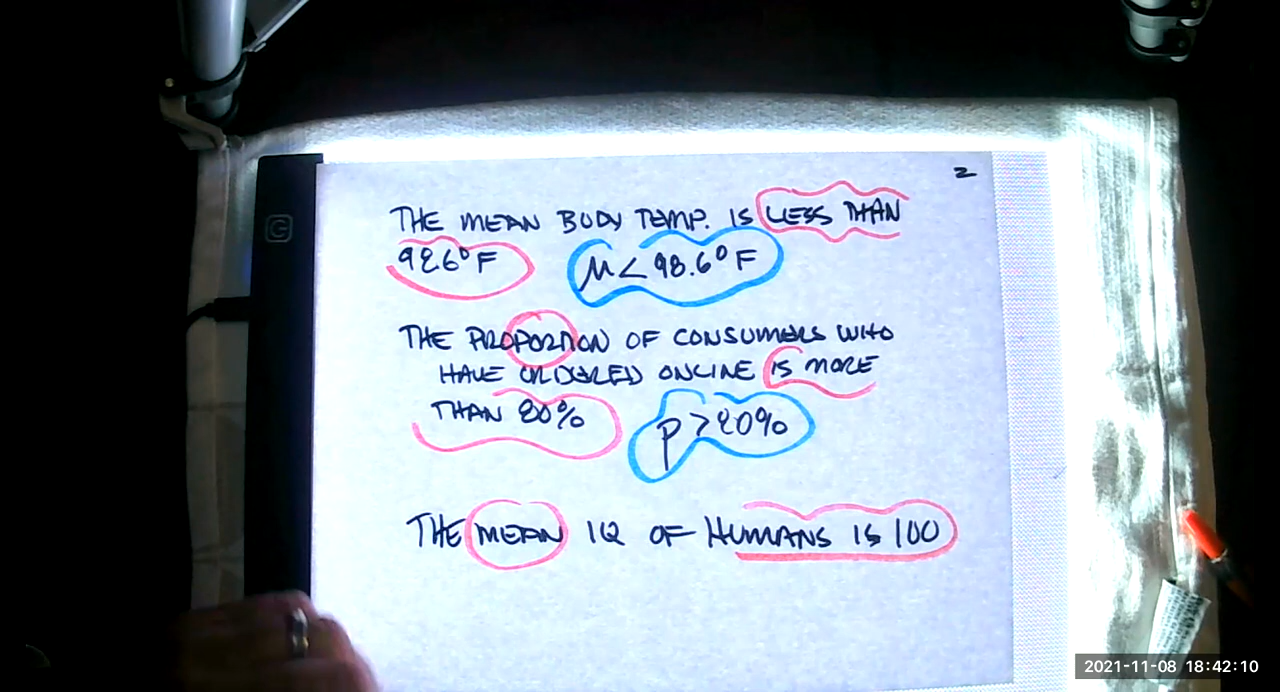 2
THE MEAN BODY TEMP. IS LESS THAN
98.6°F μ < 98.6°F
THE PROPORTION OF CONSUMERS WHO
HAVE ORDERED ONLINE IS MORE
THAN 80% p > 80%
THE MEAN IQ OF HUMANS IS 100
G
2021-11-08 18:42:10